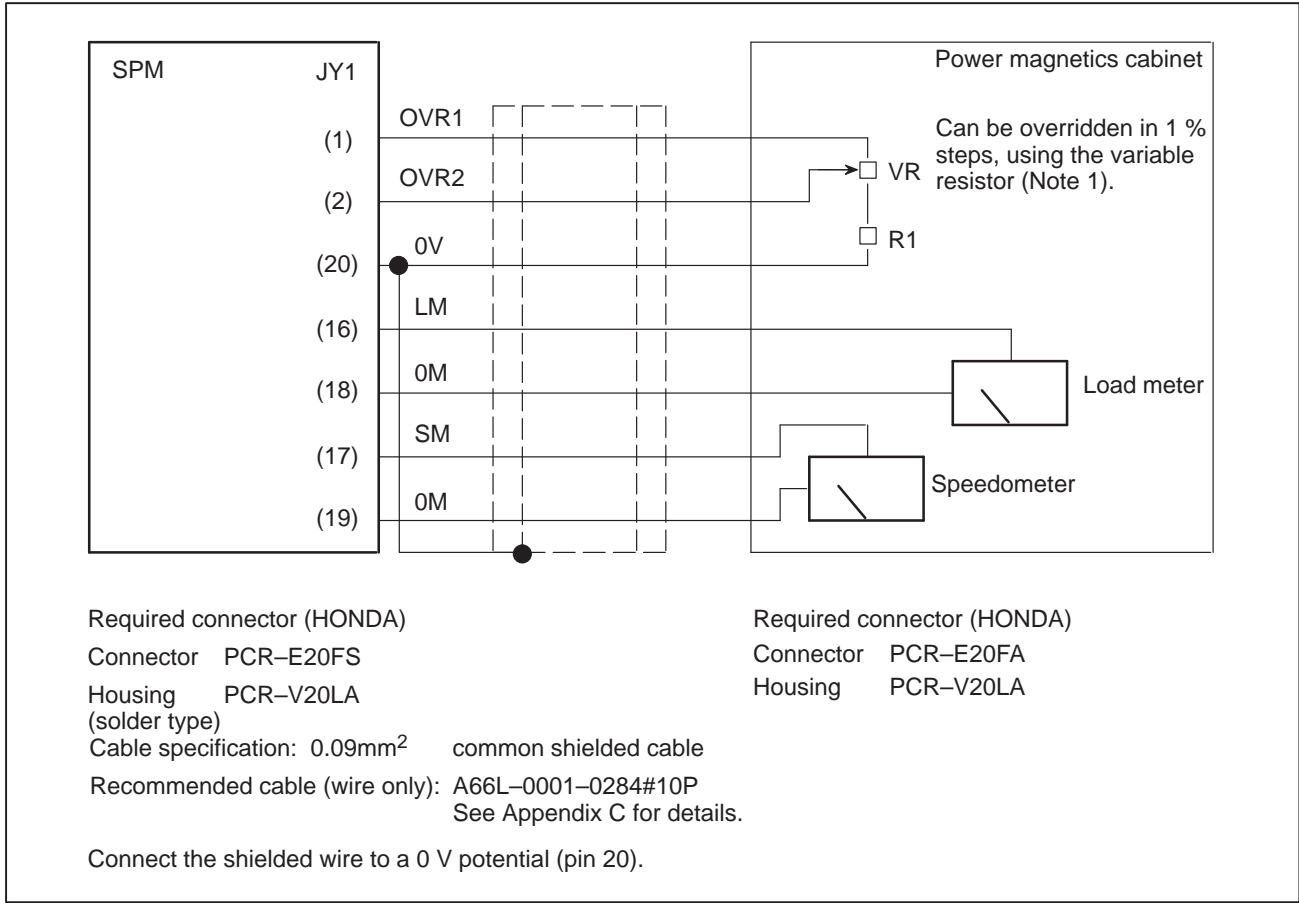 SPM JY1
Power magnetics cabinet
OVR1
(1)
Can be overridden in 1 %
steps, using the variable
resistor (Note 1).
OVR2
VR
(2)
0V
R1
(20)
LM
(16)
0M
Load meter
(18)
SM
(17)
Speedometer
0M
(19)
Required connector (HONDA)
Connector PCR–E20FS
Housing PCR–V20LA
(solder type)
Required connector (HONDA)
Connector PCR–E20FA
Housing PCR–V20LA
Cable specification: 0.09mm2 common shielded cable
Recommended cable (wire only): A66L–0001–0284#10P
See Appendix C for details.
Connect the shielded wire to a 0 V potential (pin 20).